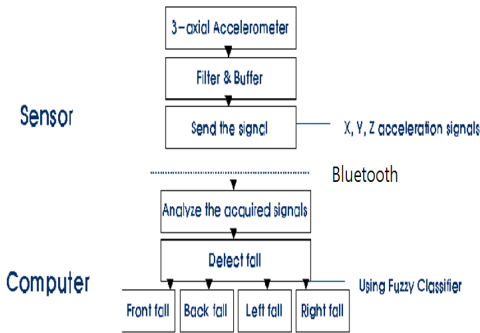 3-axial Accelerometer
Filter & Buffer
Sensor
Send the signal
X, Y, Z acceleration signals
Bluetooth
Analyze the acquired signals
Detect fall
Computer
Using Fuzzy Classifier
Front fall
Back fall
Left fall
Right fall